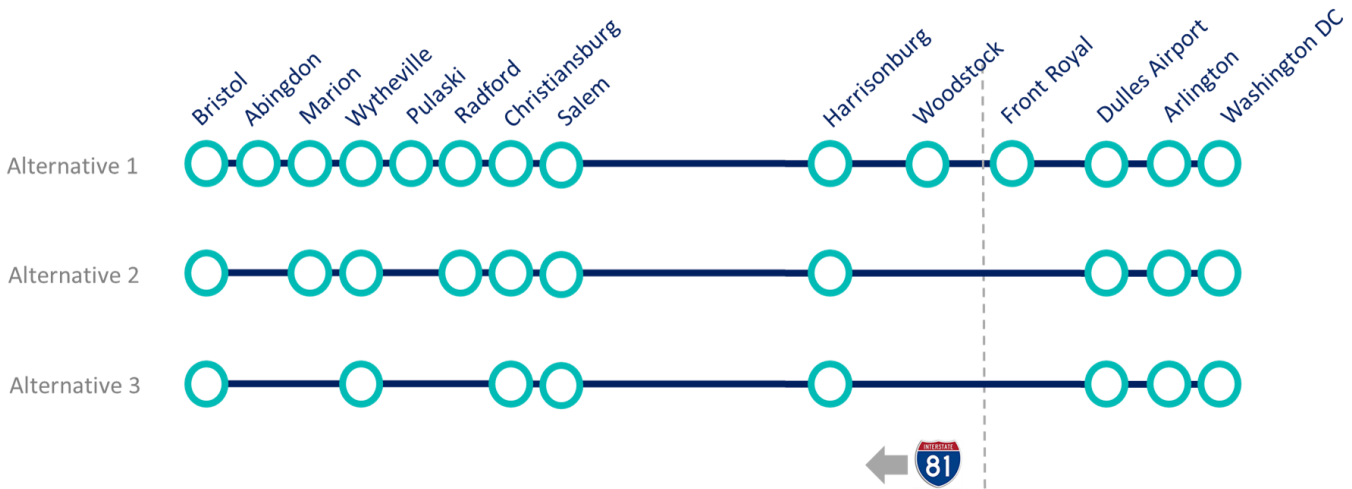 Bristol
Abingdon
Marion
Wytheville
Pulaski
Radford
Christiansburg
Salem
Harrisonburg
Woodstock
Front Royal
Dulles Airport
Arlington
Washington DC
Alternative 1
Alternative 2
Alternative 3
INTERSTATE
81